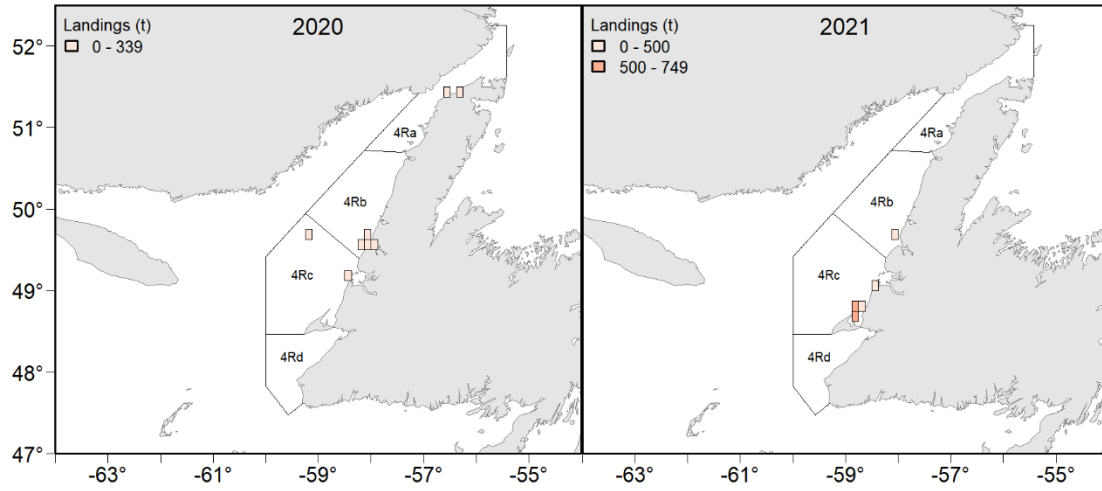 Landings (t)
0 - 339
2020
4Ra
4Rb
4Rc
4Rd
52°
51°
50°
49°
48°
47°
-63°
-61°
-59°
-57°
-55°
Landings (t)
0 - 500
500 - 749
2021
4Ra
4Rb
4Rc
4Rd
-63°
-61°
-59°
-57°
-55°